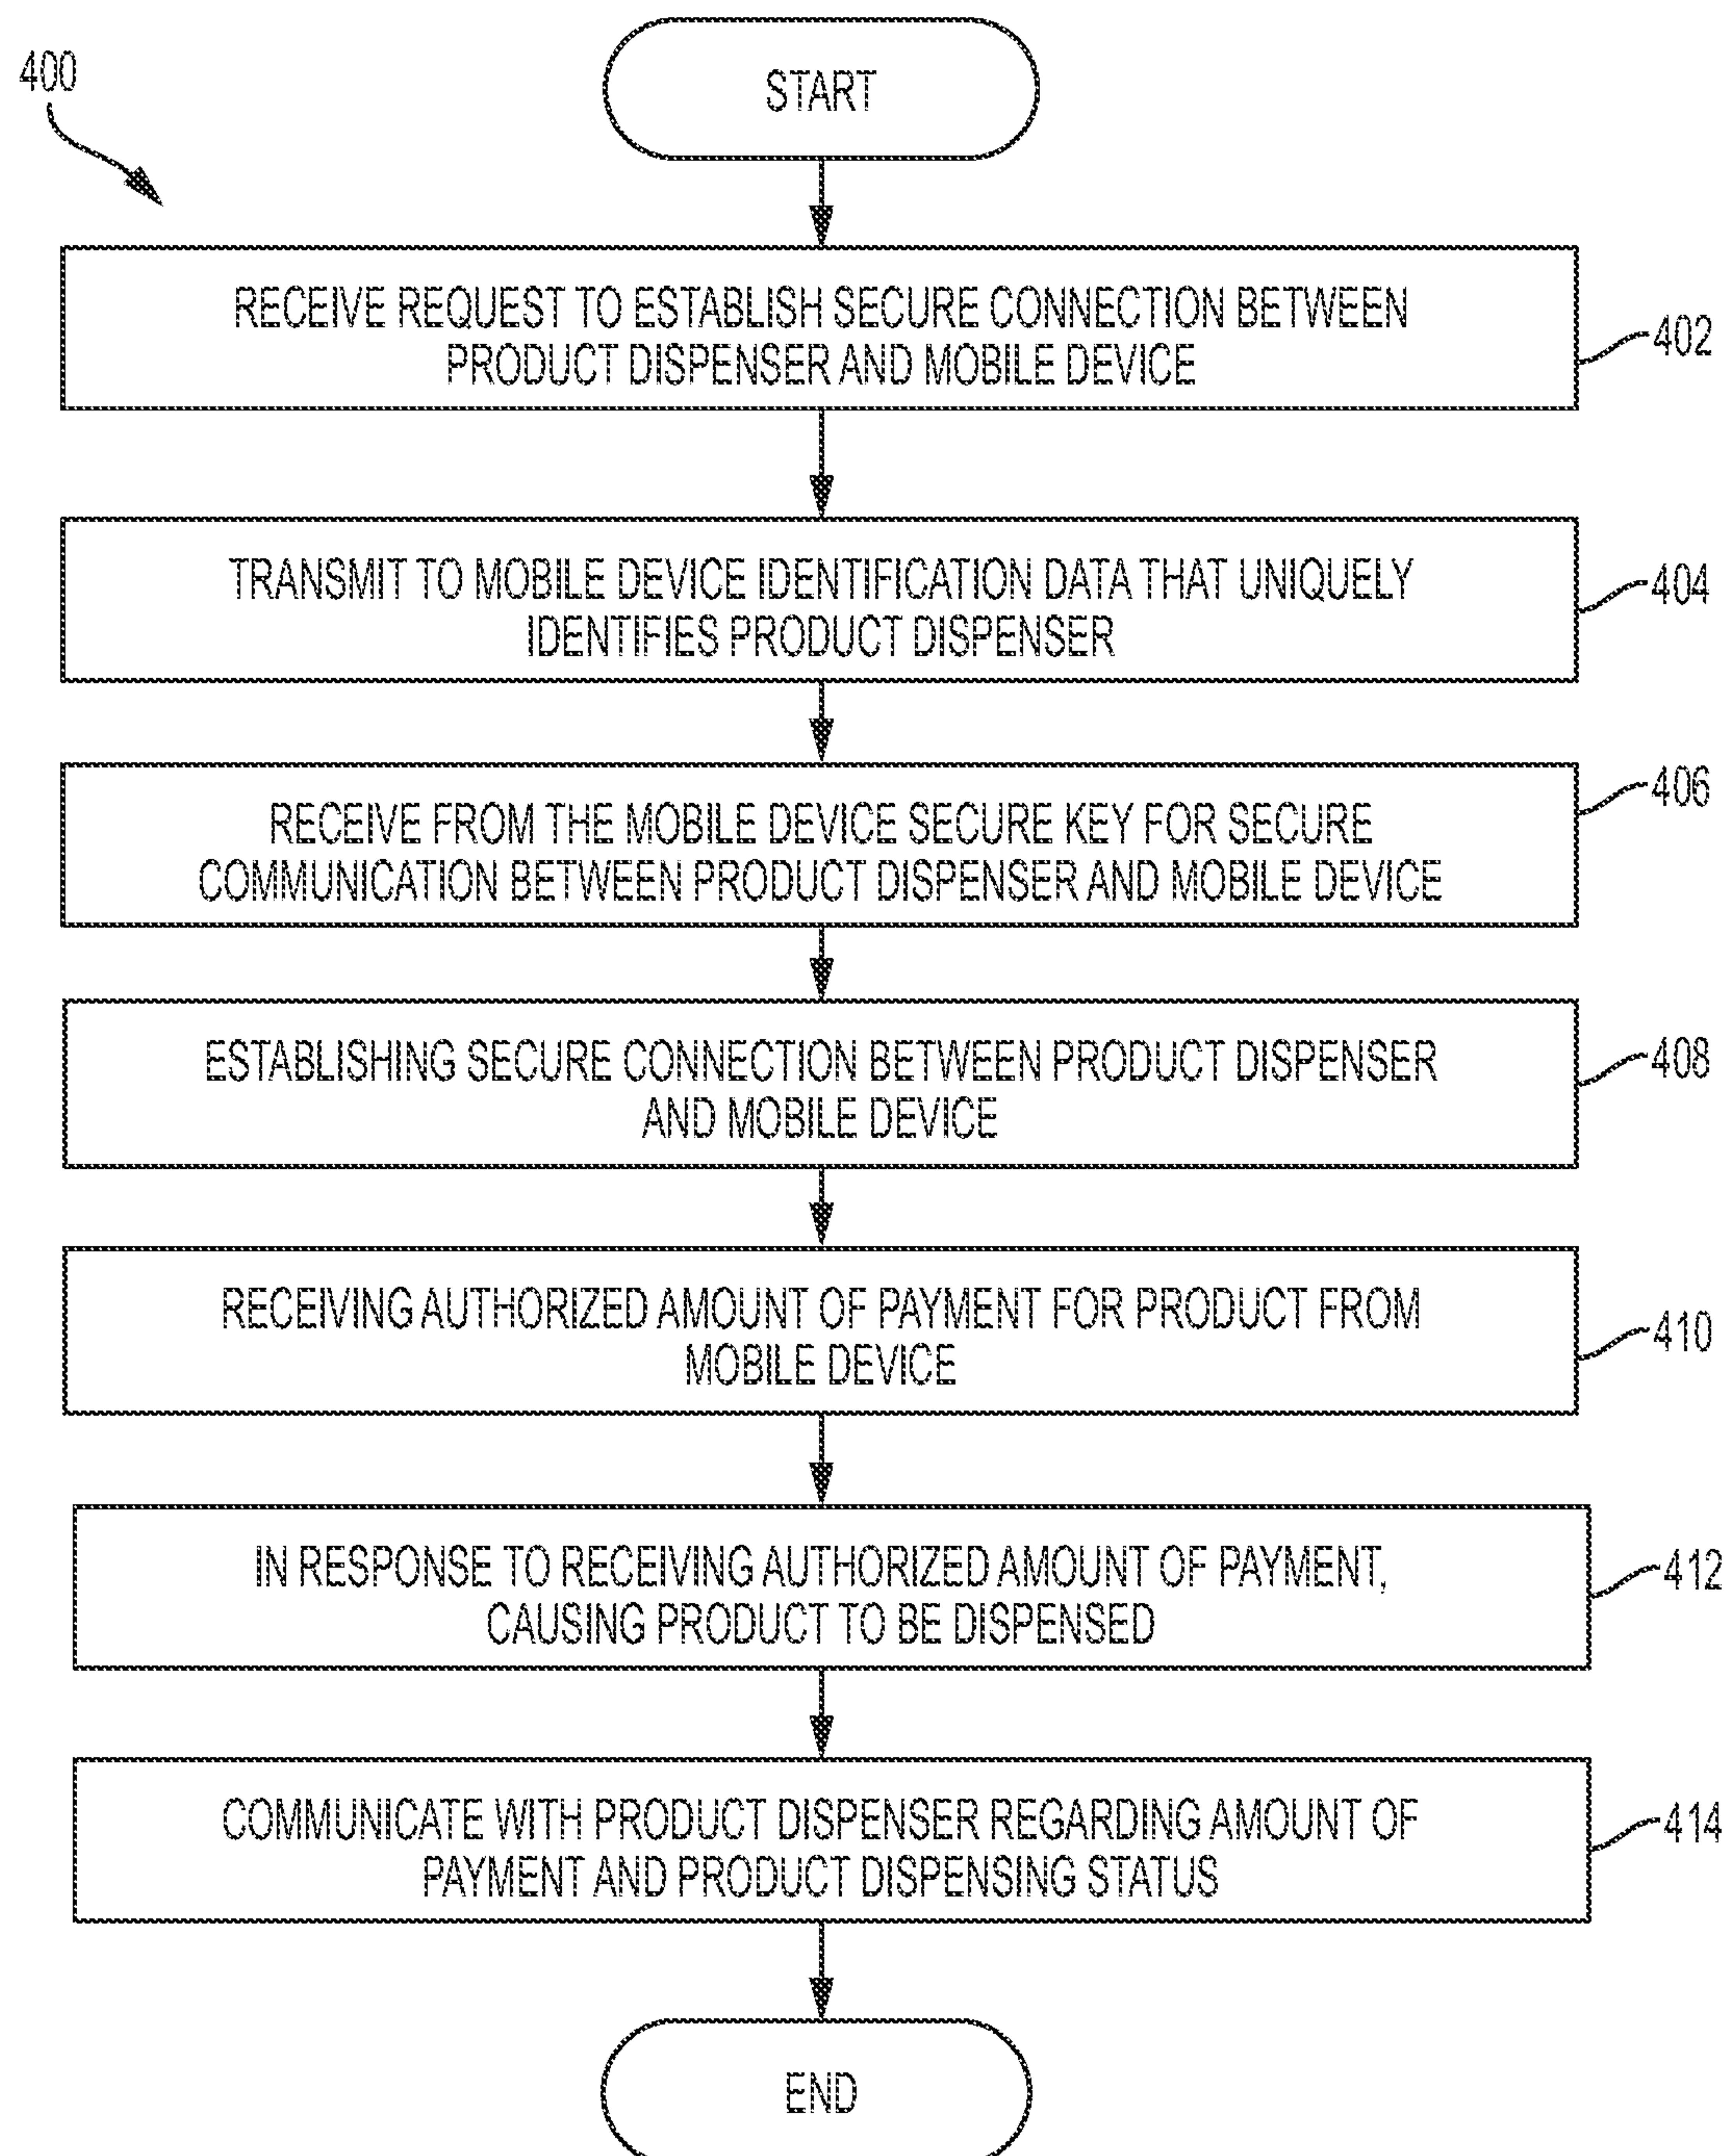 400
START
RECEIVE REQUEST TO ESTABLISH SECURE CONNECTION BETWEEN
PRODUCT DISPENSER AND MOBILE DEVICE
402
TRANSMIT TO MOBILE DEVICE IDENTIFICATION DATA THAT UNIQUELY
IDENTIFIES PRODUCT DISPENSER
404
RECEIVE FROM THE MOBILE DEVICE SECURE KEY FOR SECURE
COMMUNICATION BETWEEN PRODUCT DISPENSER AND MOBILE DEVICE
406
ESTABLISHING SECURE CONNECTION BETWEEN PRODUCT DISPENSER
AND MOBILE DEVICE
408
RECEIVING AUTHORIZED AMOUNT OF PAYMENT FOR PRODUCT FROM
MOBILE DEVICE
410
IN RESPONSE TO RECEIVING AUTHORIZED AMOUNT OF PAYMENT,
CAUSING PRODUCT TO BE DISPENSED
412
COMMUNICATE WITH PRODUCT DISPENSER REGARDING AMOUNT OF
PAYMENT AND PRODUCT DISPENSING STATUS
414
END